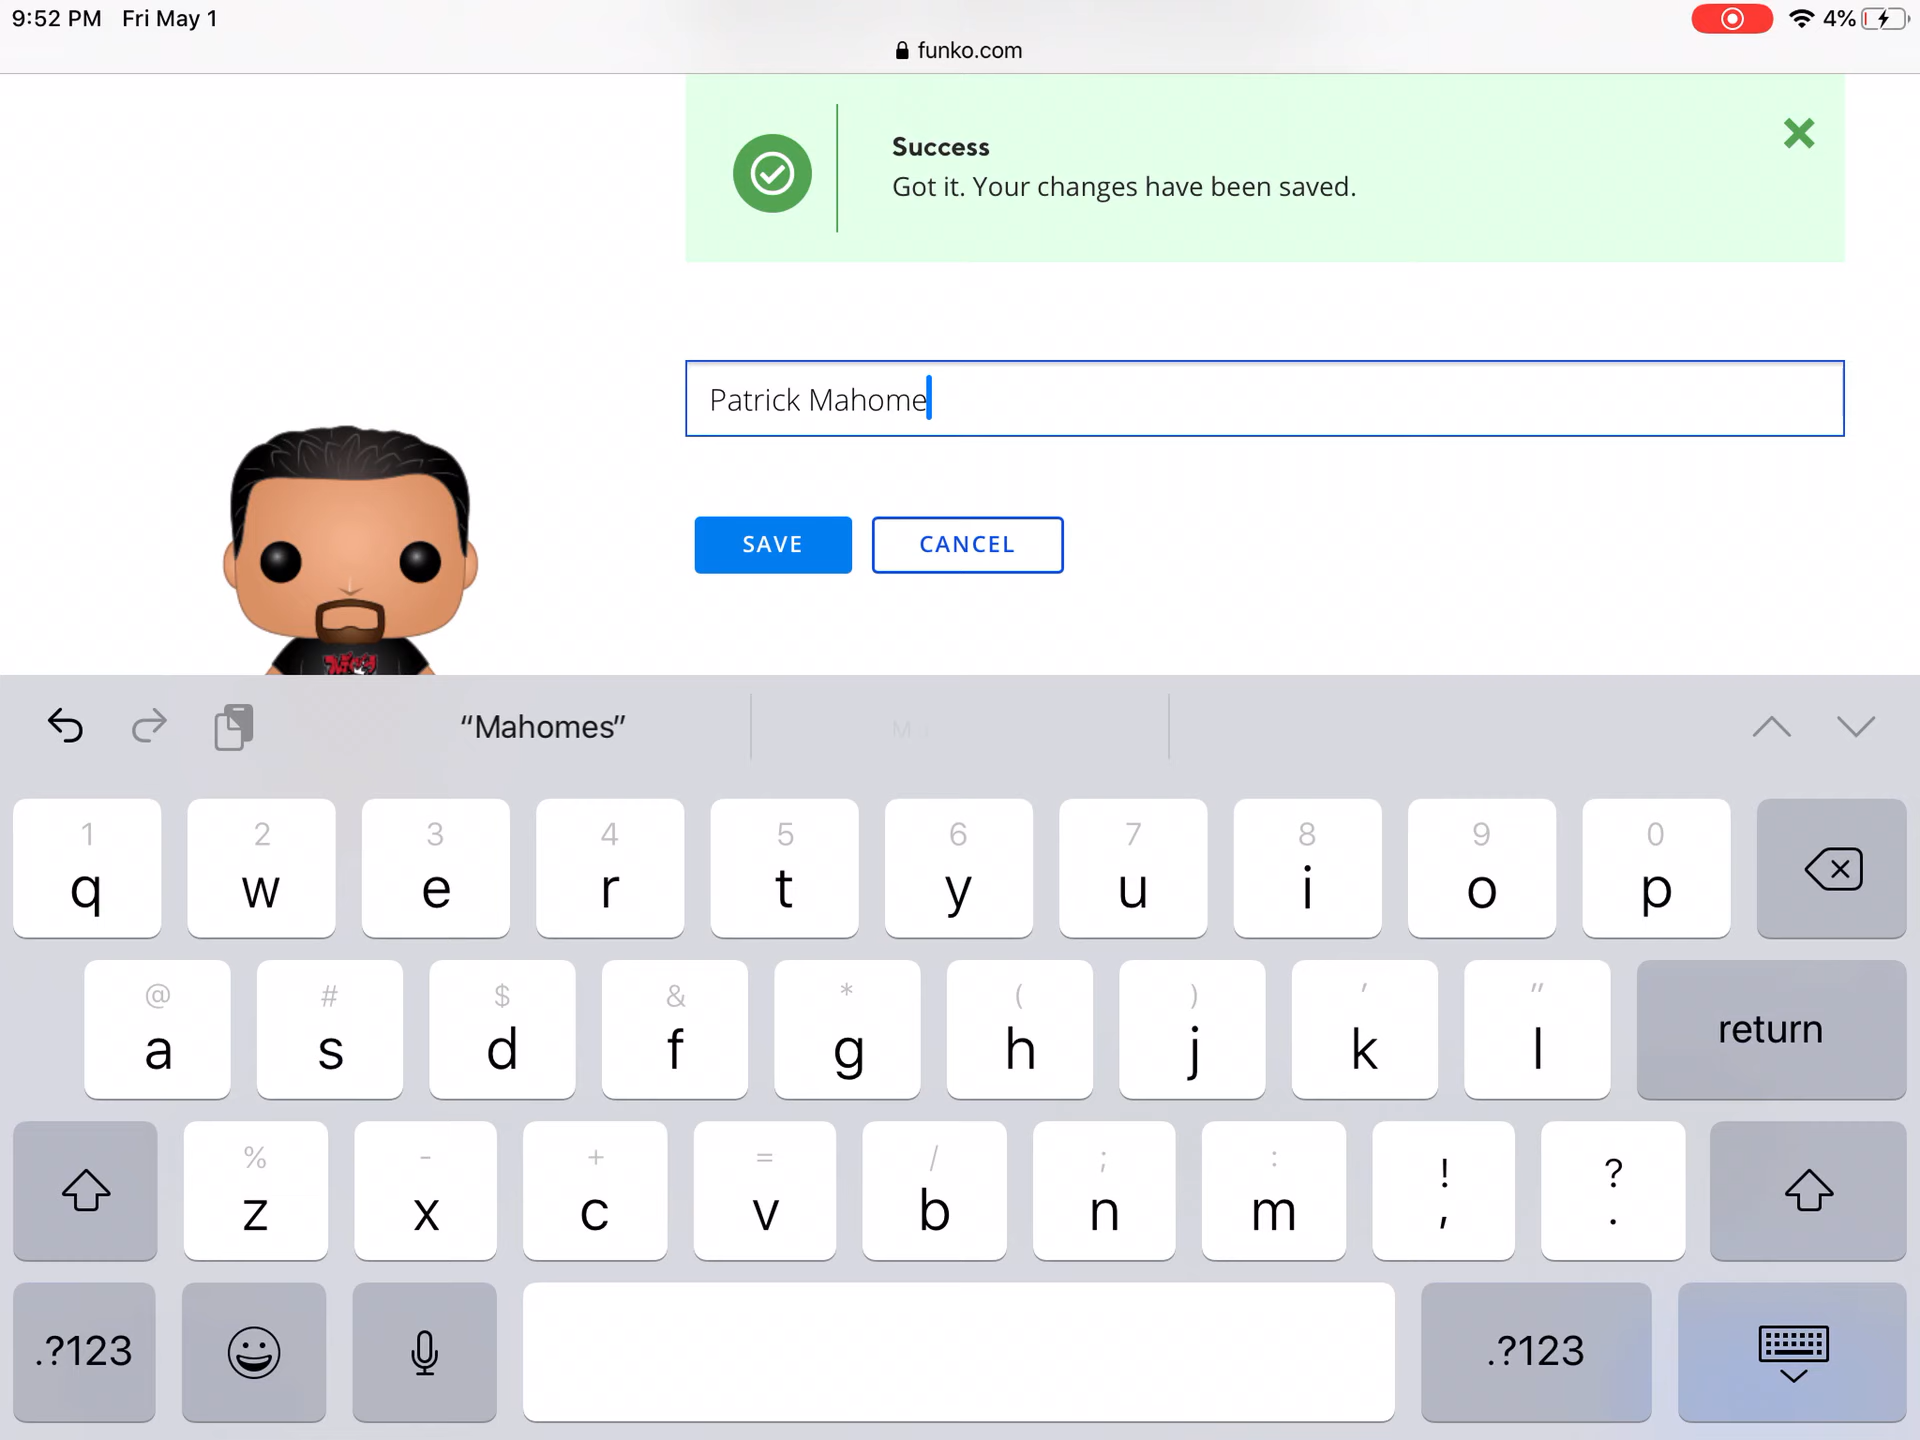 9:52 PM Fri May 1
4%
funko.com
Success
Got it. Your changes have been saved.
Patrick Mahome
SAVE CANCEL
“Mahomes”
1 2 3 4 5 6 7 8 9 0
q w e r t y u i o p
@ # $ & * ( ) ' "
a s d f g h j k l return
% - + = / ; : ! ?
z x c v b n m , .
.?123 .?123